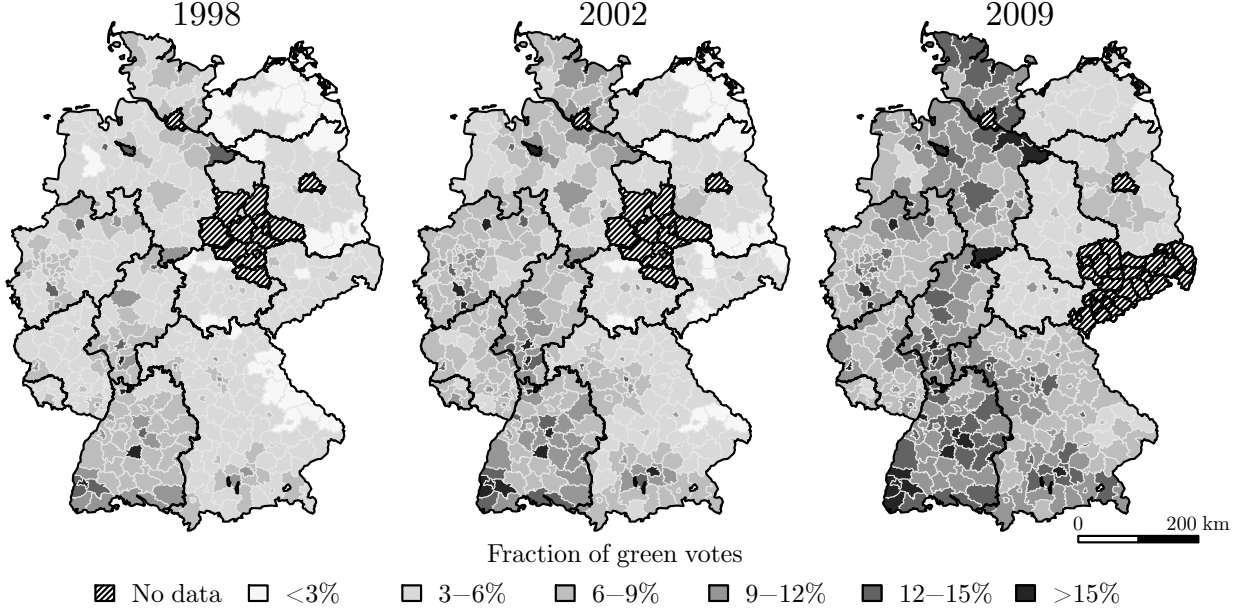 1998 2002 2009
0 200 km
Fraction of green votes
No data <3% 3−6% 6−9% 9−12% 12−15% >15%